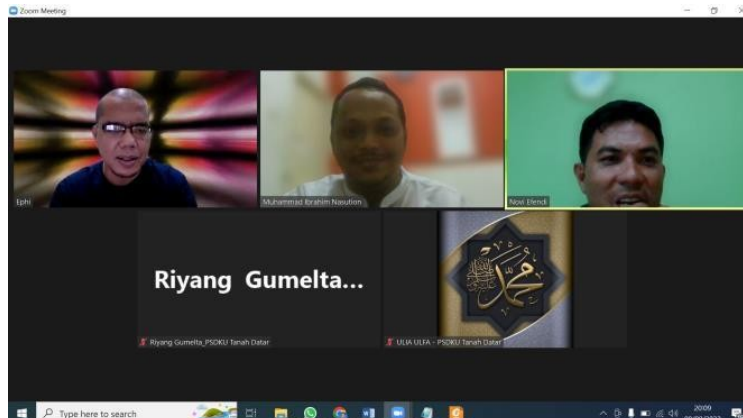 Zoom Meeting
Ephi
Muhammad Ibrahim Nasution
Novi Efendi
Riyang Gumelta...
Riyang Gumelta_PSDKU Tanah Datar
محمد
ULIA ULFA - PSDKU Tanah Datar
Type here to search
20:09